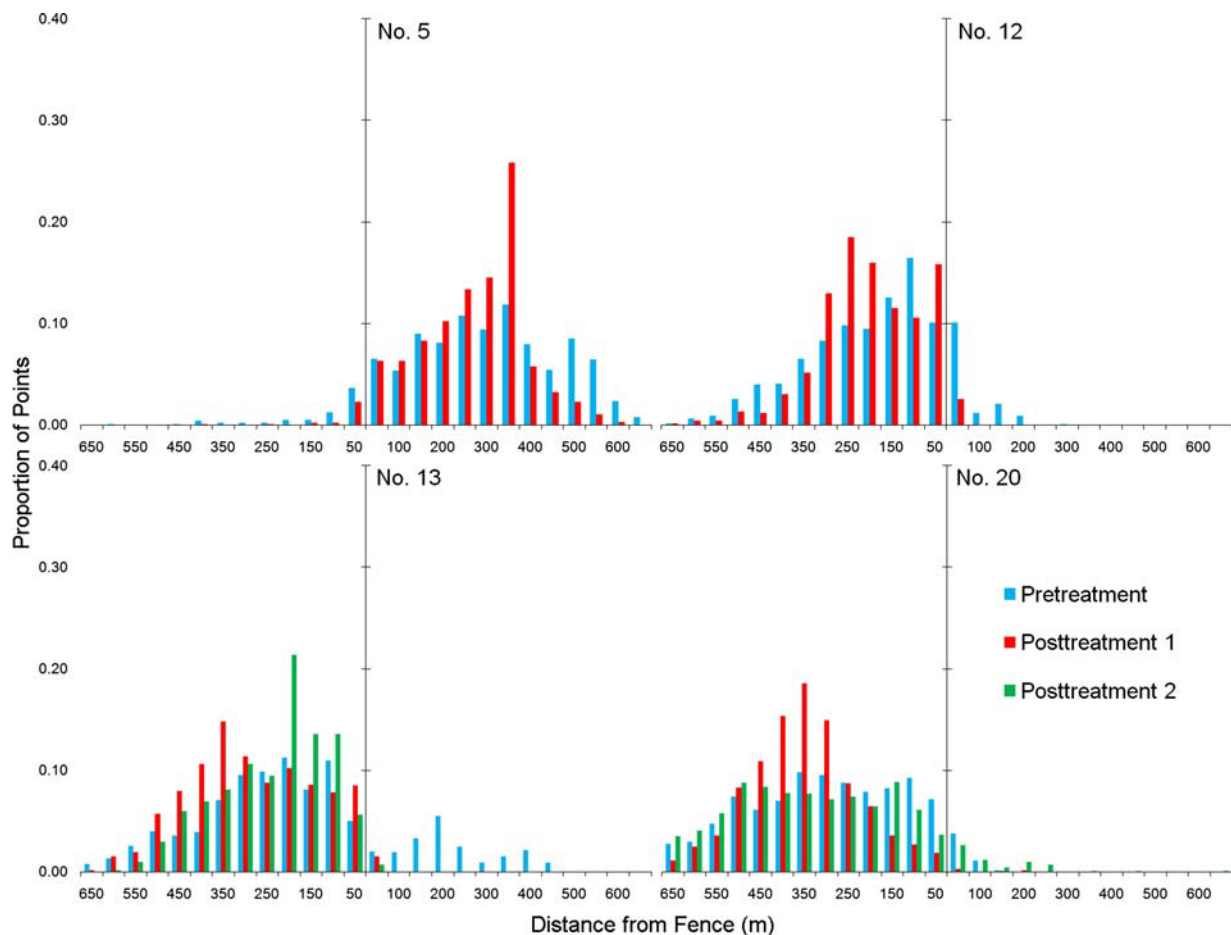 0.40
No. 5
No. 12
0.30
0.20
0.10
0.00
650 550 450 350 250 150 50 100 200 300 400 500 600 650 550 450 350 250 150 50 100 200 300 400 500 600
Proportion of Points
0.40
No. 13
No. 20
0.30
Pretreatment
Posttreatment 1
0.20
Posttreatment 2
0.10
0.00
650 550 450 350 250 150 50 100 200 300 400 500 600 650 550 450 350 250 150 50 100 200 300 400 500 600
Distance from Fence (m)